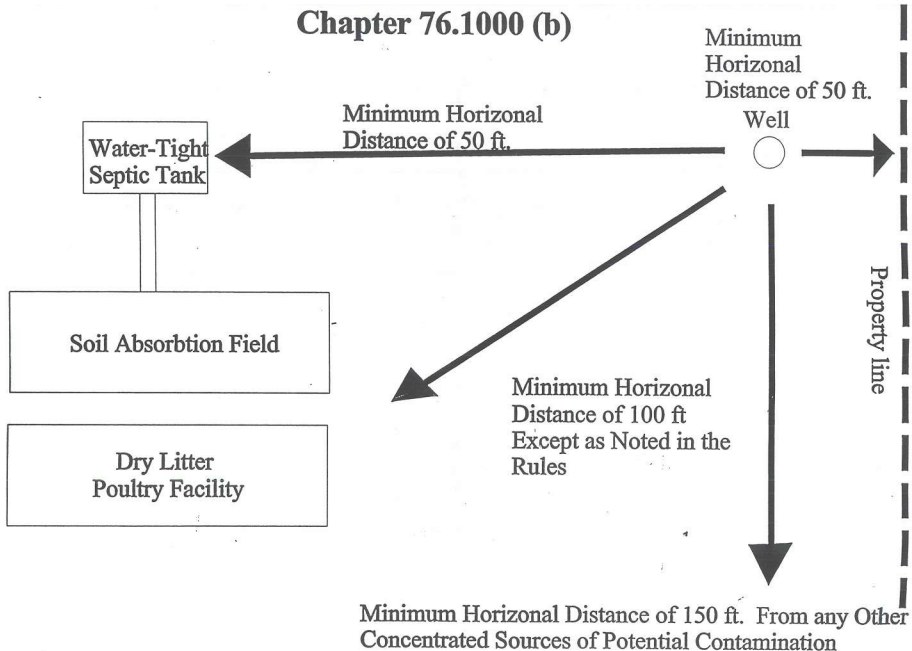 Chapter 76.1000 (b)
Minimum
Horizonal
Distance of 50 ft.
Well
Minimum Horizonal
Distance of 50 ft.
Water-Tight
Septic Tank
Property line
Soil Absorbtion Field
Minimum Horizonal
Distance of 100 ft
Except as Noted in the
Rules
Dry Litter
Poultry Facility
Minimum Horizonal Distance of 150 ft. From any Other
Concentrated Sources of Potential Contamination